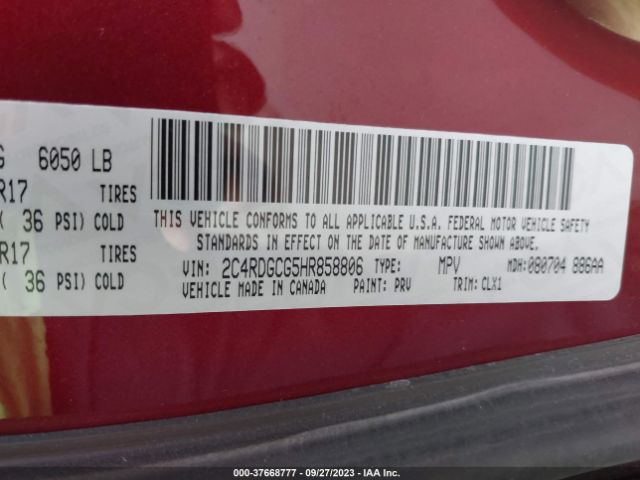 G 6050 LB
R17 TIRES
( 36 PSI) COLD
R17 TIRES
( 36 PSI) COLD
THIS VEHICLE CONFORMS TO ALL APPLICABLE U.S.A. FEDERAL MOTOR VEHICLE SAFETY
STANDARDS IN EFFECT ON THE DATE OF MANUFACTURE SHOWN ABOVE.
VIN: 2C4RDGCG5HR858806 TYPE: MPV MDH: 080704 886AA
VEHICLE MADE IN CANADA PAINT: PRV TRIM: CLX1
000-37668777 - 09/27/2023 - IAA Inc.